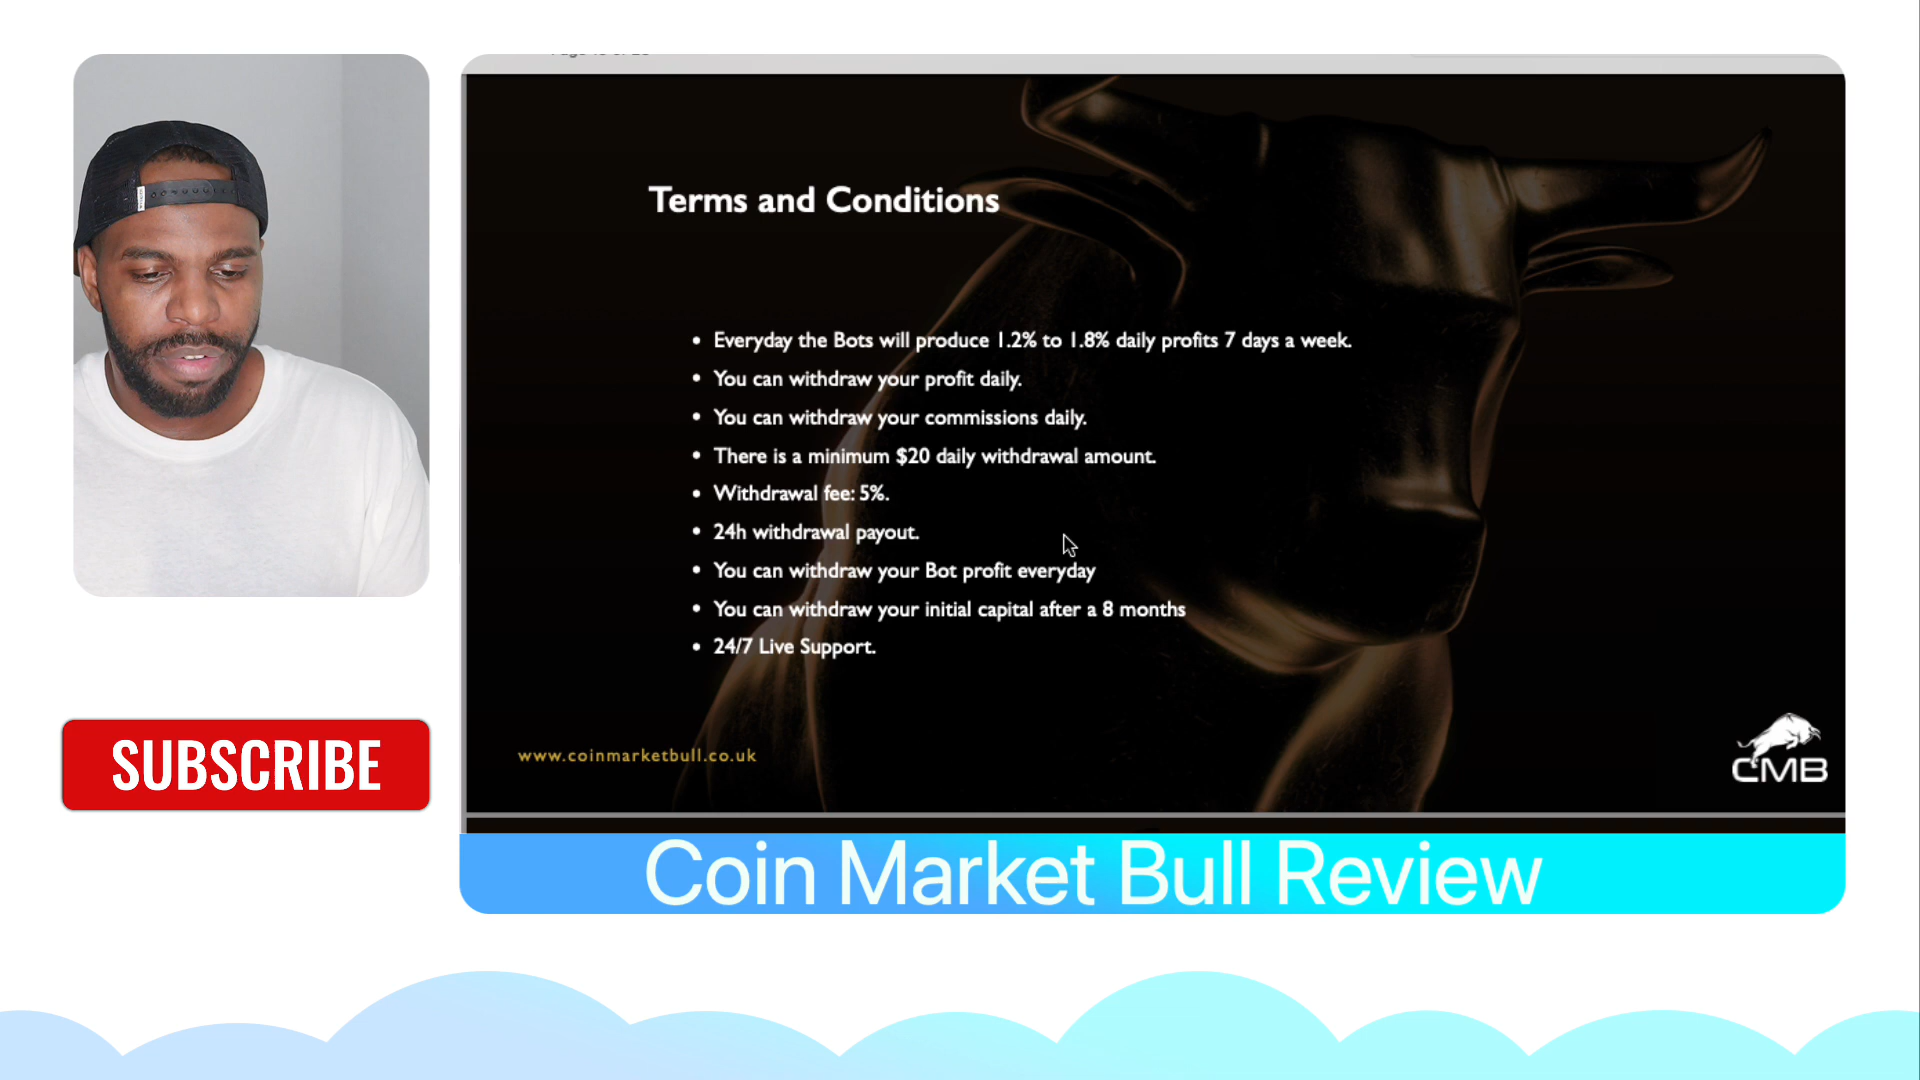 Terms and Conditions
• Everyday the Bots will produce 1.2% to 1.8% daily profits 7 days a week.
• You can withdraw your profit daily.
• You can withdraw your commissions daily.
• There is a minimum $20 daily withdrawal amount.
• Withdrawal fee: 5%.
• 24h withdrawal payout.
• You can withdraw your Bot profit everyday
• You can withdraw your initial capital after a 8 months
• 24/7 Live Support.
www.coinmarketbull.co.uk
CMB
SUBSCRIBE
Coin Market Bull Review